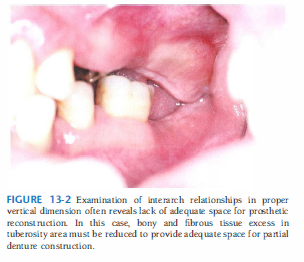 FIGURE 13-2 Examination of interarch relationships in proper
vertical dimension often reveals lack of adequate space for prosthetic
reconstruction. In this case, bony and fibrous tissue excess in
tuberosity area must be reduced to provide adequate space for partial
denture construction.